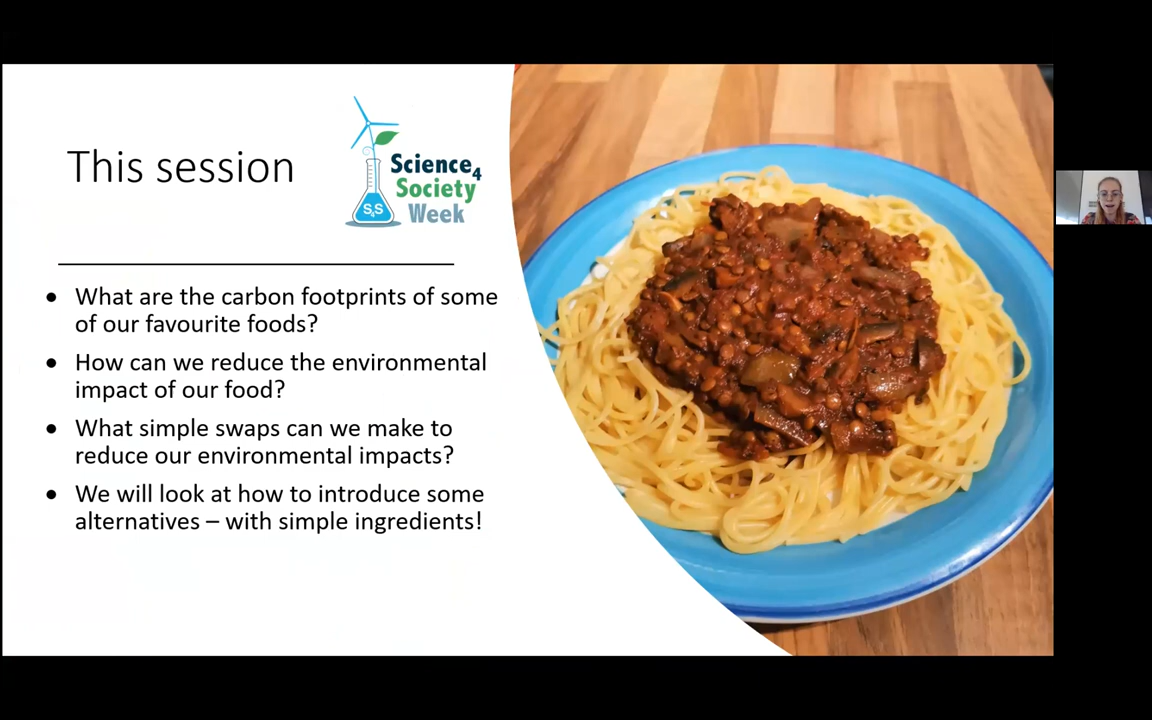 This session
Science4
Society
Week
S4S
• What are the carbon footprints of some
of our favourite foods?
• How can we reduce the environmental
impact of our food?
• What simple swaps can we make to
reduce our environmental impacts?
• We will look at how to introduce some
alternatives – with simple ingredients!